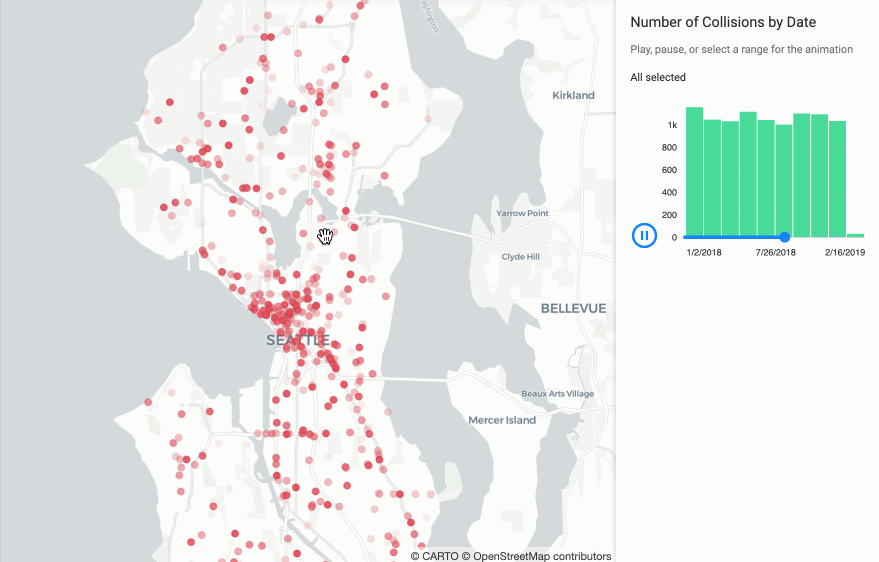 Number of Collisions by Date
Play, pause, or select a range for the animation
All selected
1k
800
600
400
200
0
1/2/2018
7/26/2018
2/16/2019
Kirkland
Yarrow Point
Clyde Hill
BELLEVUE
SEATTLE
Beaux Arts Village
Mercer Island
© CARTO © OpenStreetMap contributors